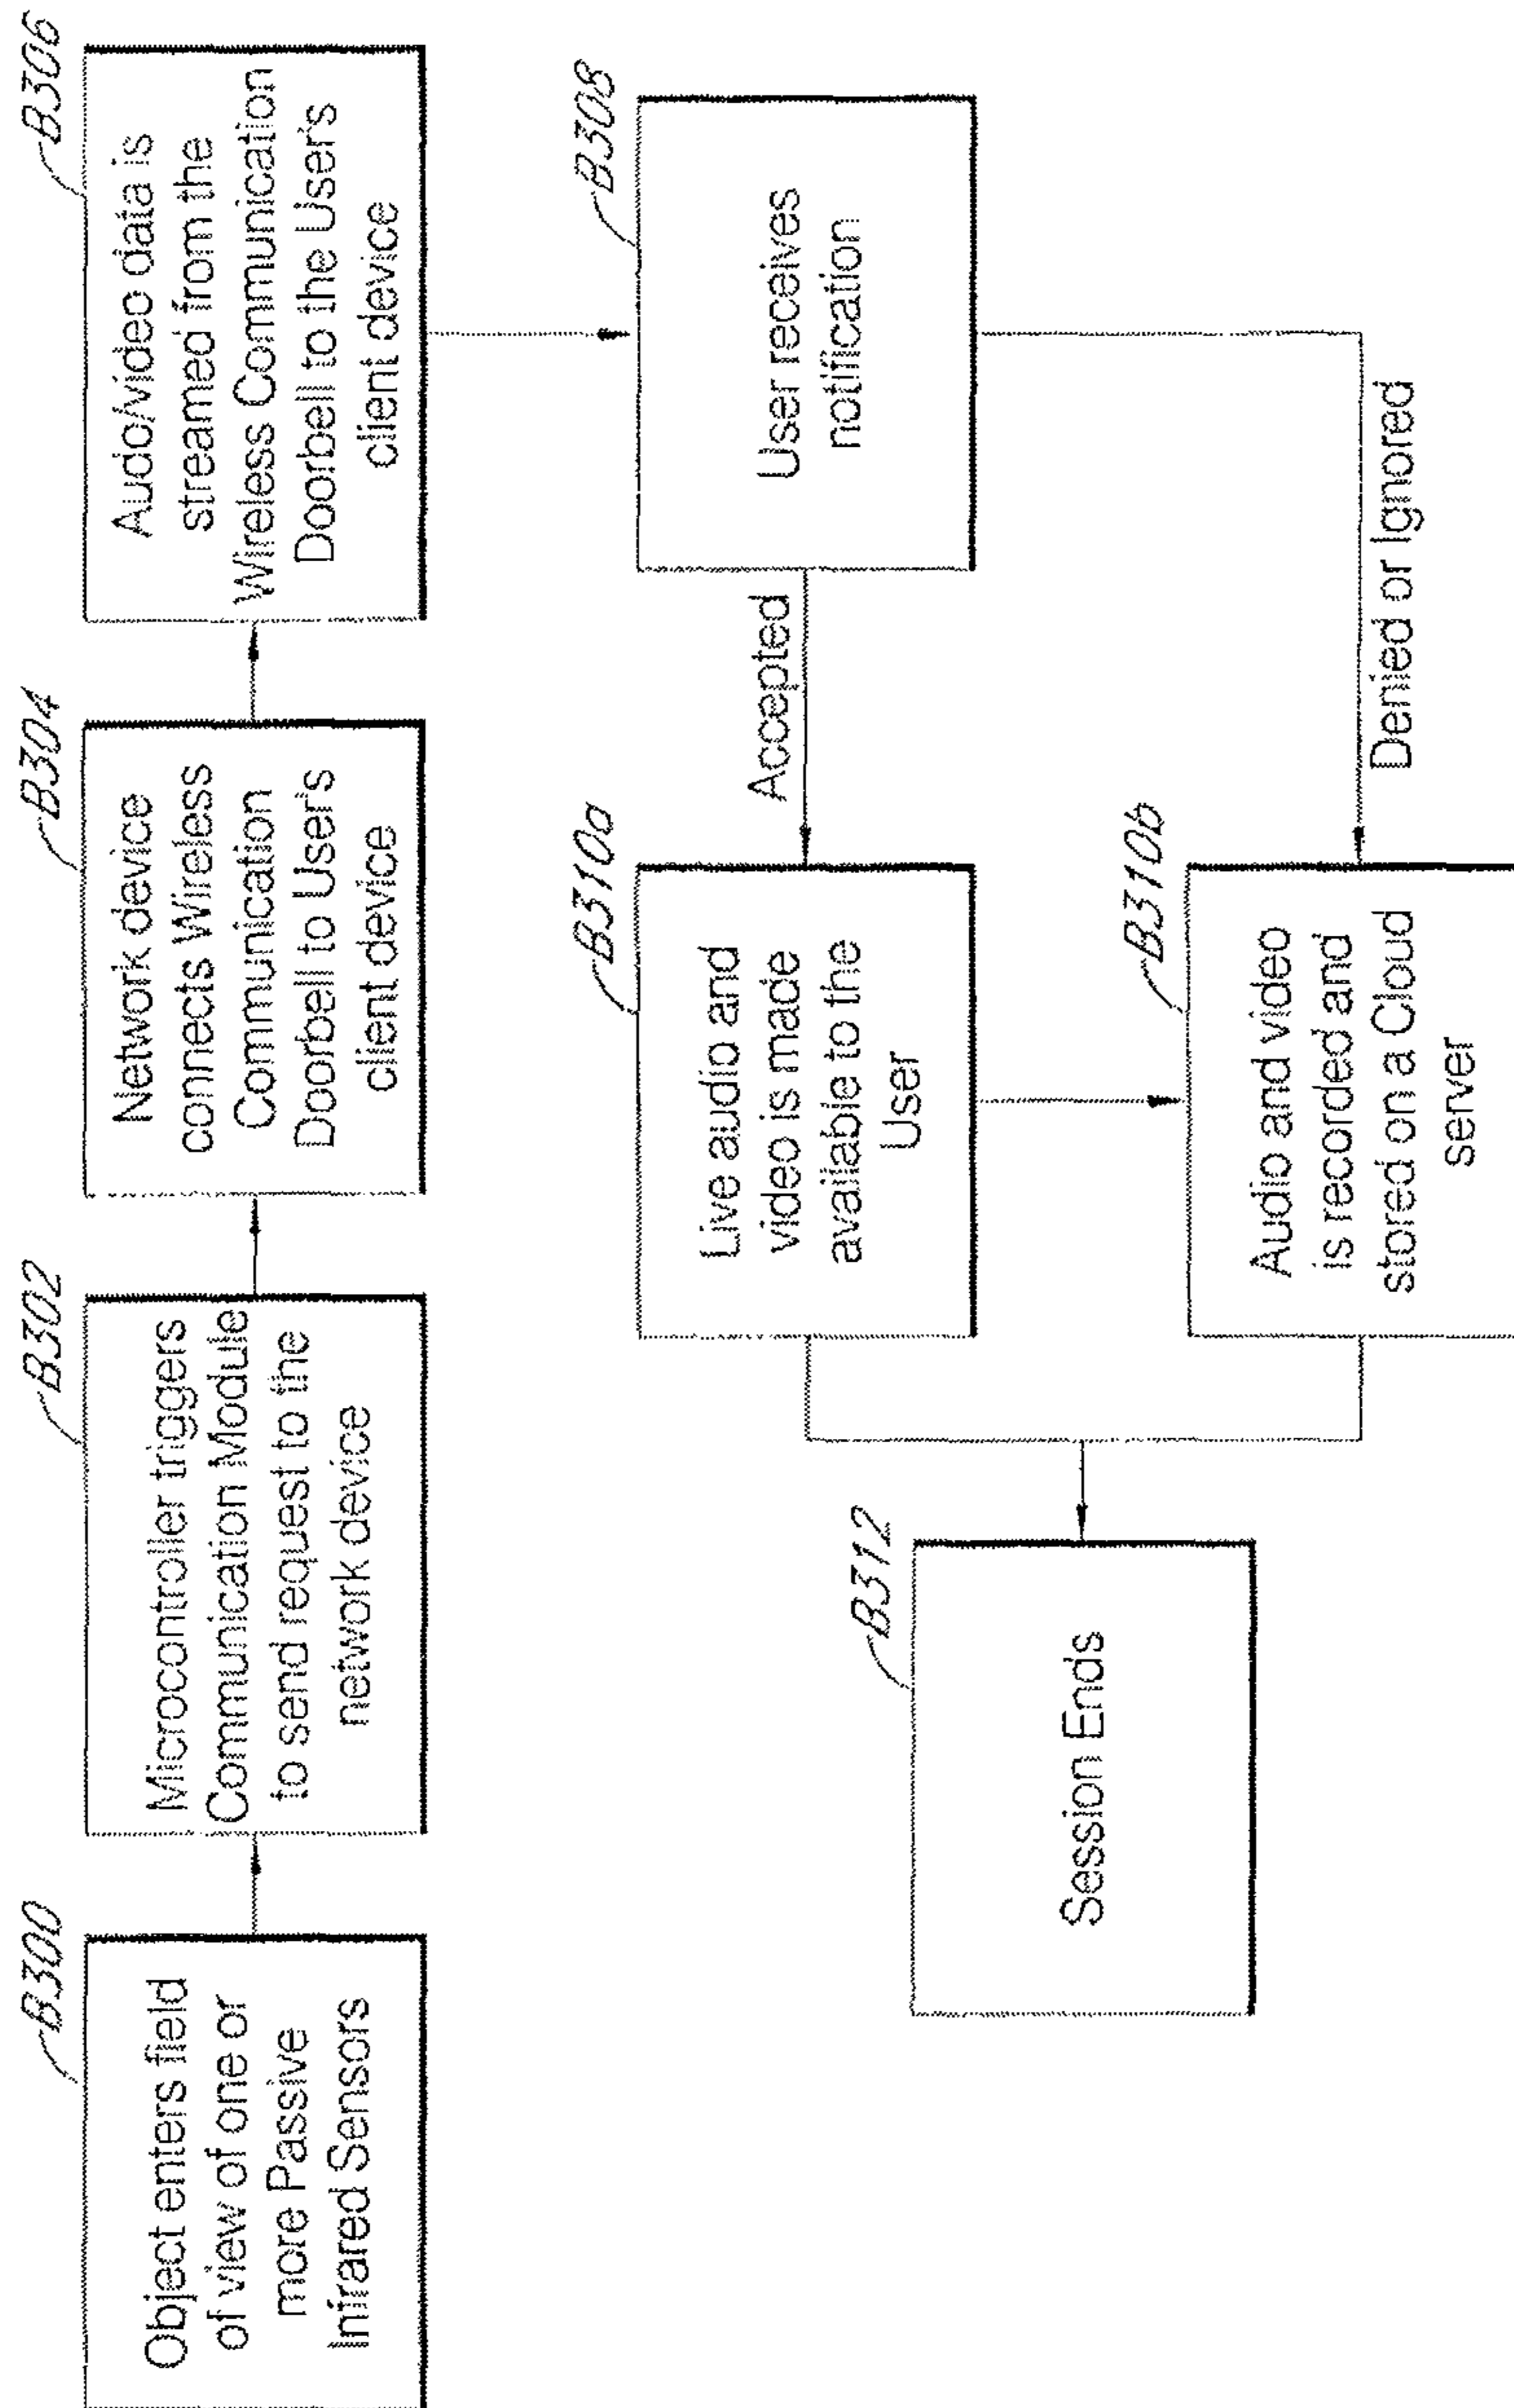 B300
Object enters field
of view of one or
more Passive
Infrared Sensors
B302
Microcontroller triggers
Communication Module
to send request to the
network device
B304
Network device
connects Wireless
Communication
Doorbell to Users
client device
B306
Audo/video data is
streamed from the
Wireless Communication
Doorbell to the User's
client device
B308
User receives
notification
Accepted
Denied or Ignored
B310a
Live audio and
video is made
available to the
User
B310b
Audio and video
is recorded and
stored on a Cloud
server
B312
Session Ends